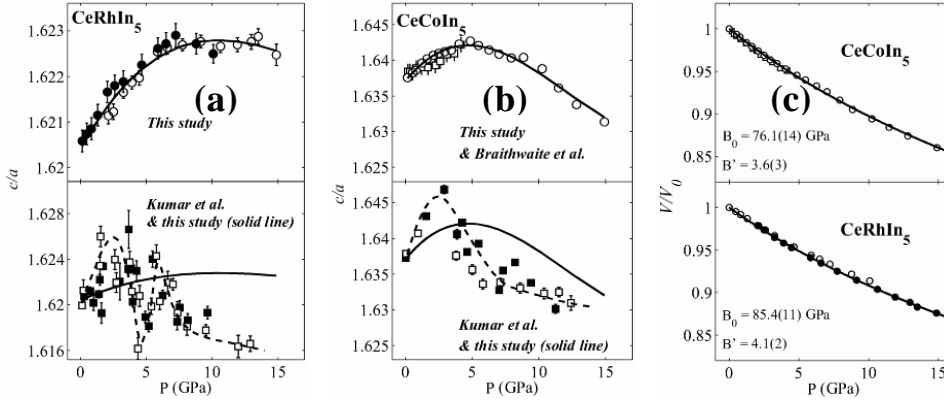 CeRhIn5
1.623
1.622
1.621
1.62
(a)
This study
c/a
1.628
1.624
1.62
1.616
Kumar et al.
& this study (solid line)
0
5
10
15
P (GPa)
CeCoIn5
1.645
1.64
1.635
1.63
1.625
(b)
This study
& Braithwaite et al.
c/a
1.645
1.64
1.635
1.63
1.625
Kumar et al.
& this study (solid line)
0
5
10
15
P (GPa)
CeCoIn5
1
0.95
0.9
0.85
(c)
B0 = 76.1(14) GPa
B' = 3.6(3)
V/V0
CeRhIn5
1
0.95
0.9
0.85
B0 = 85.4(11) GPa
B' = 4.1(2)
0
5
10
15
P (GPa)